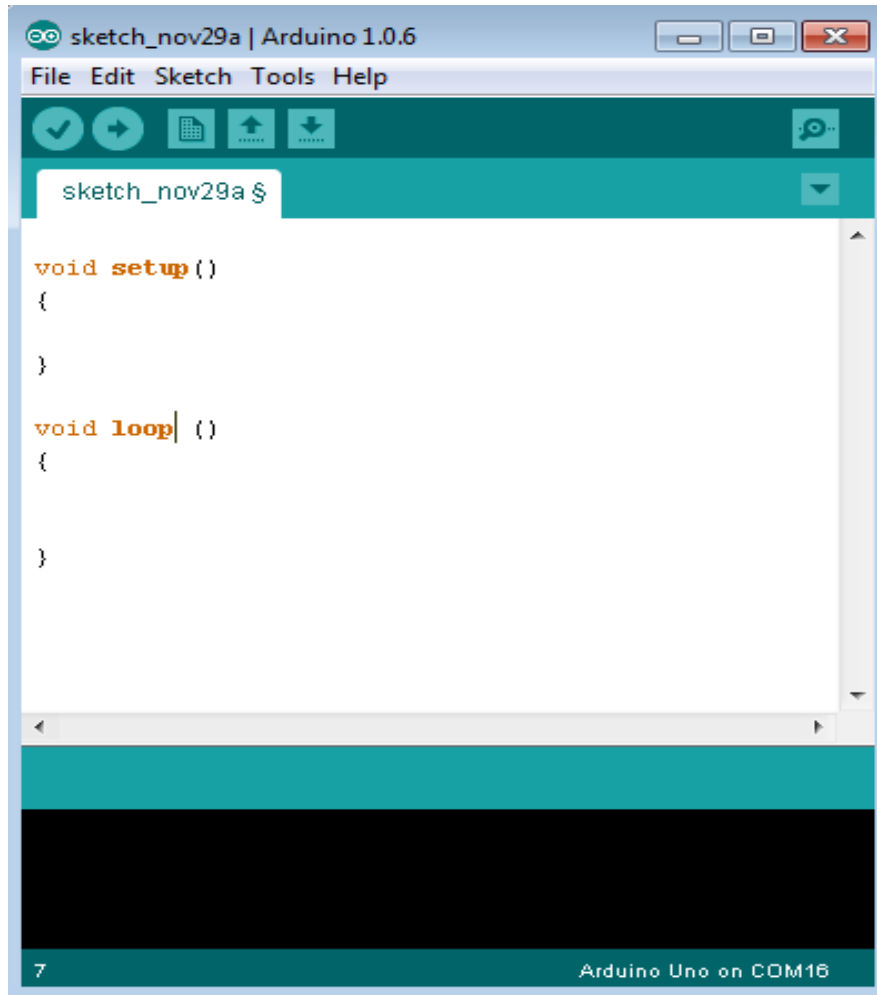 sketch_nov29a | Arduino 1.0.6
File Edit Sketch Tools Help
sketch_nov29a §
void setup()
{
}
void loop ()
{
}
7 Arduino Uno on COM16